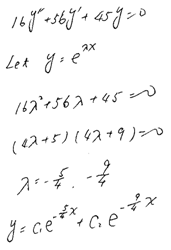 16y'' + 56y' + 45y = 0
Let y = e^{λx}
16λ² + 56λ + 45 = 0
(4λ+5)(4λ+9) = 0
λ = -5/4, -9/4
y = c₁e^{-5/4 x} + c₂e^{-9/4 x}